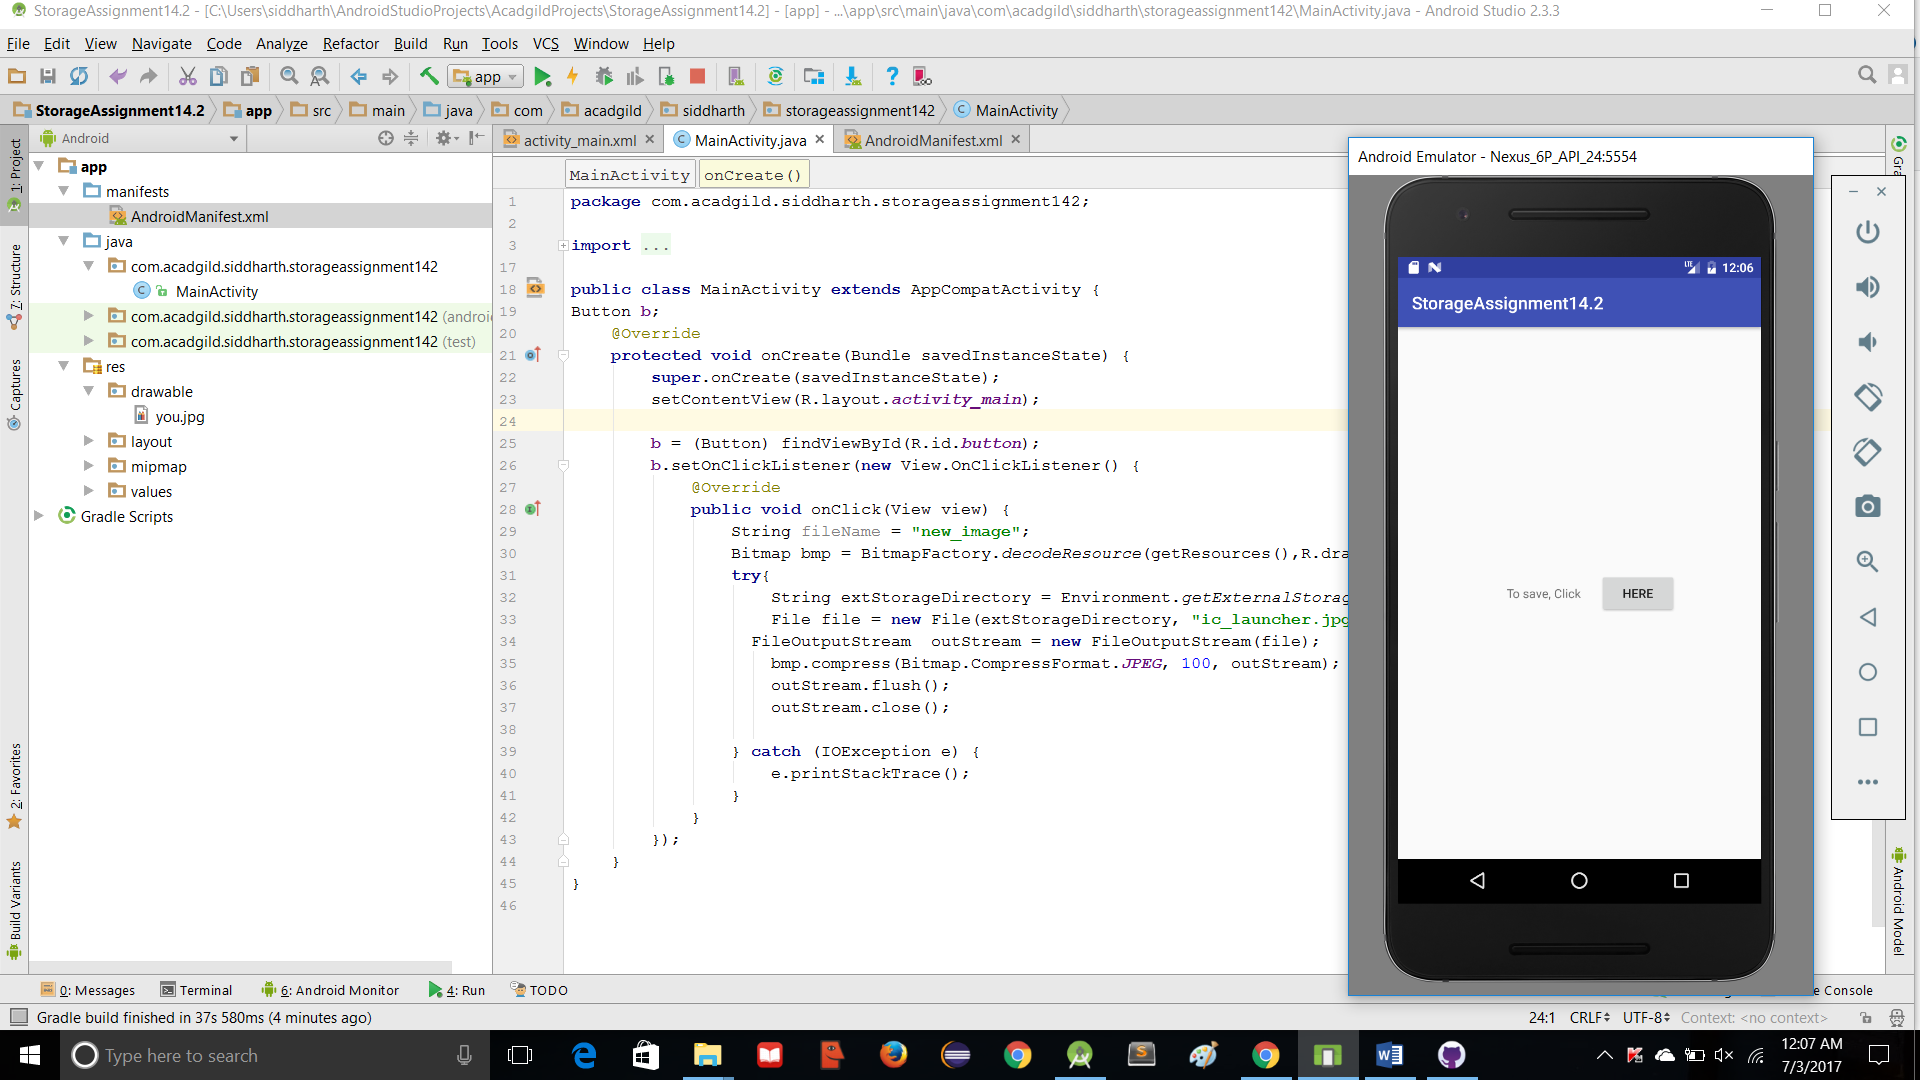 StorageAssignment14.2 - [C:\Users\siddharth\AndroidStudioProjects\AcadgildProjects\StorageAssignment14.2] - [app] - ...\app\src\main\java\com\acadgild\siddharth\storageassignment142\MainActivity.java - Android Studio 2.3.3
File Edit View Navigate Code Analyze Refactor Build Run Tools VCS Window Help
app
StorageAssignment14.2 app src main java com acadgild siddharth storageassignment142 MainActivity
Android
activity_main.xml MainActivity.java AndroidManifest.xml
1: Project
7: Structure
Captures
2: Favorites
Build Variants
app
manifests
AndroidManifest.xml
java
com.acadgild.siddharth.storageassignment142
MainActivity
com.acadgild.siddharth.storageassignment142 (androi
com.acadgild.siddharth.storageassignment142 (test)
res
drawable
you.jpg
layout
mipmap
values
Gradle Scripts
MainActivity onCreate()
1 package com.acadgild.siddharth.storageassignment142;
2
3 import ...
17
18 public class MainActivity extends AppCompatActivity {
19 Button b;
20 @Override
21 protected void onCreate(Bundle savedInstanceState) {
22 super.onCreate(savedInstanceState);
23 setContentView(R.layout.activity_main);
24
25 b = (Button) findViewById(R.id.button);
26 b.setOnClickListener(new View.OnClickListener() {
27 @Override
28 public void onClick(View view) {
29 String fileName = "new_image";
30 Bitmap bmp = BitmapFactory.decodeResource(getResources(),R.dra
31 try{
32 String extStorageDirectory = Environment.getExternalStorag
33 File file = new File(extStorageDirectory, "ic_launcher.jpg
34 FileOutputStream outStream = new FileOutputStream(file);
35 bmp.compress(Bitmap.CompressFormat.JPEG, 100, outStream);
36 outStream.flush();
37 outStream.close();
38
39 } catch (IOException e) {
40 e.printStackTrace();
41 }
42 }
43 });
44 }
45 }
46
Android Emulator - Nexus_6P_API_24:5554
LTE 12:06
StorageAssignment14.2
To save, Click HERE
Gra
Android Model
0: Messages Terminal 6: Android Monitor 4: Run TODO
e Console
Gradle build finished in 37s 580ms (4 minutes ago)
24:1 CRLF UTF-8 Context: <no context>
Type here to search
12:07 AM
7/3/2017